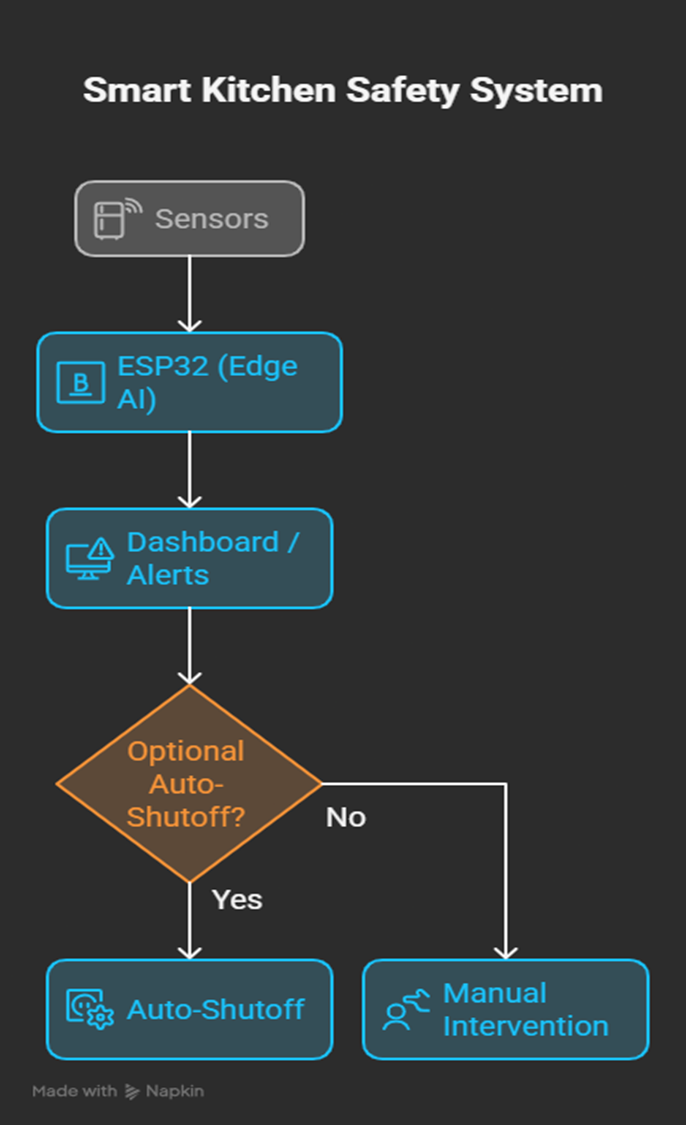 Smart Kitchen Safety System
Sensors
ESP32 (Edge
AI)
Dashboard /
Alerts
Optional
Auto-
Shutoff?
No
Yes
Auto-Shutoff
Manual
Intervention
Made with Napkin